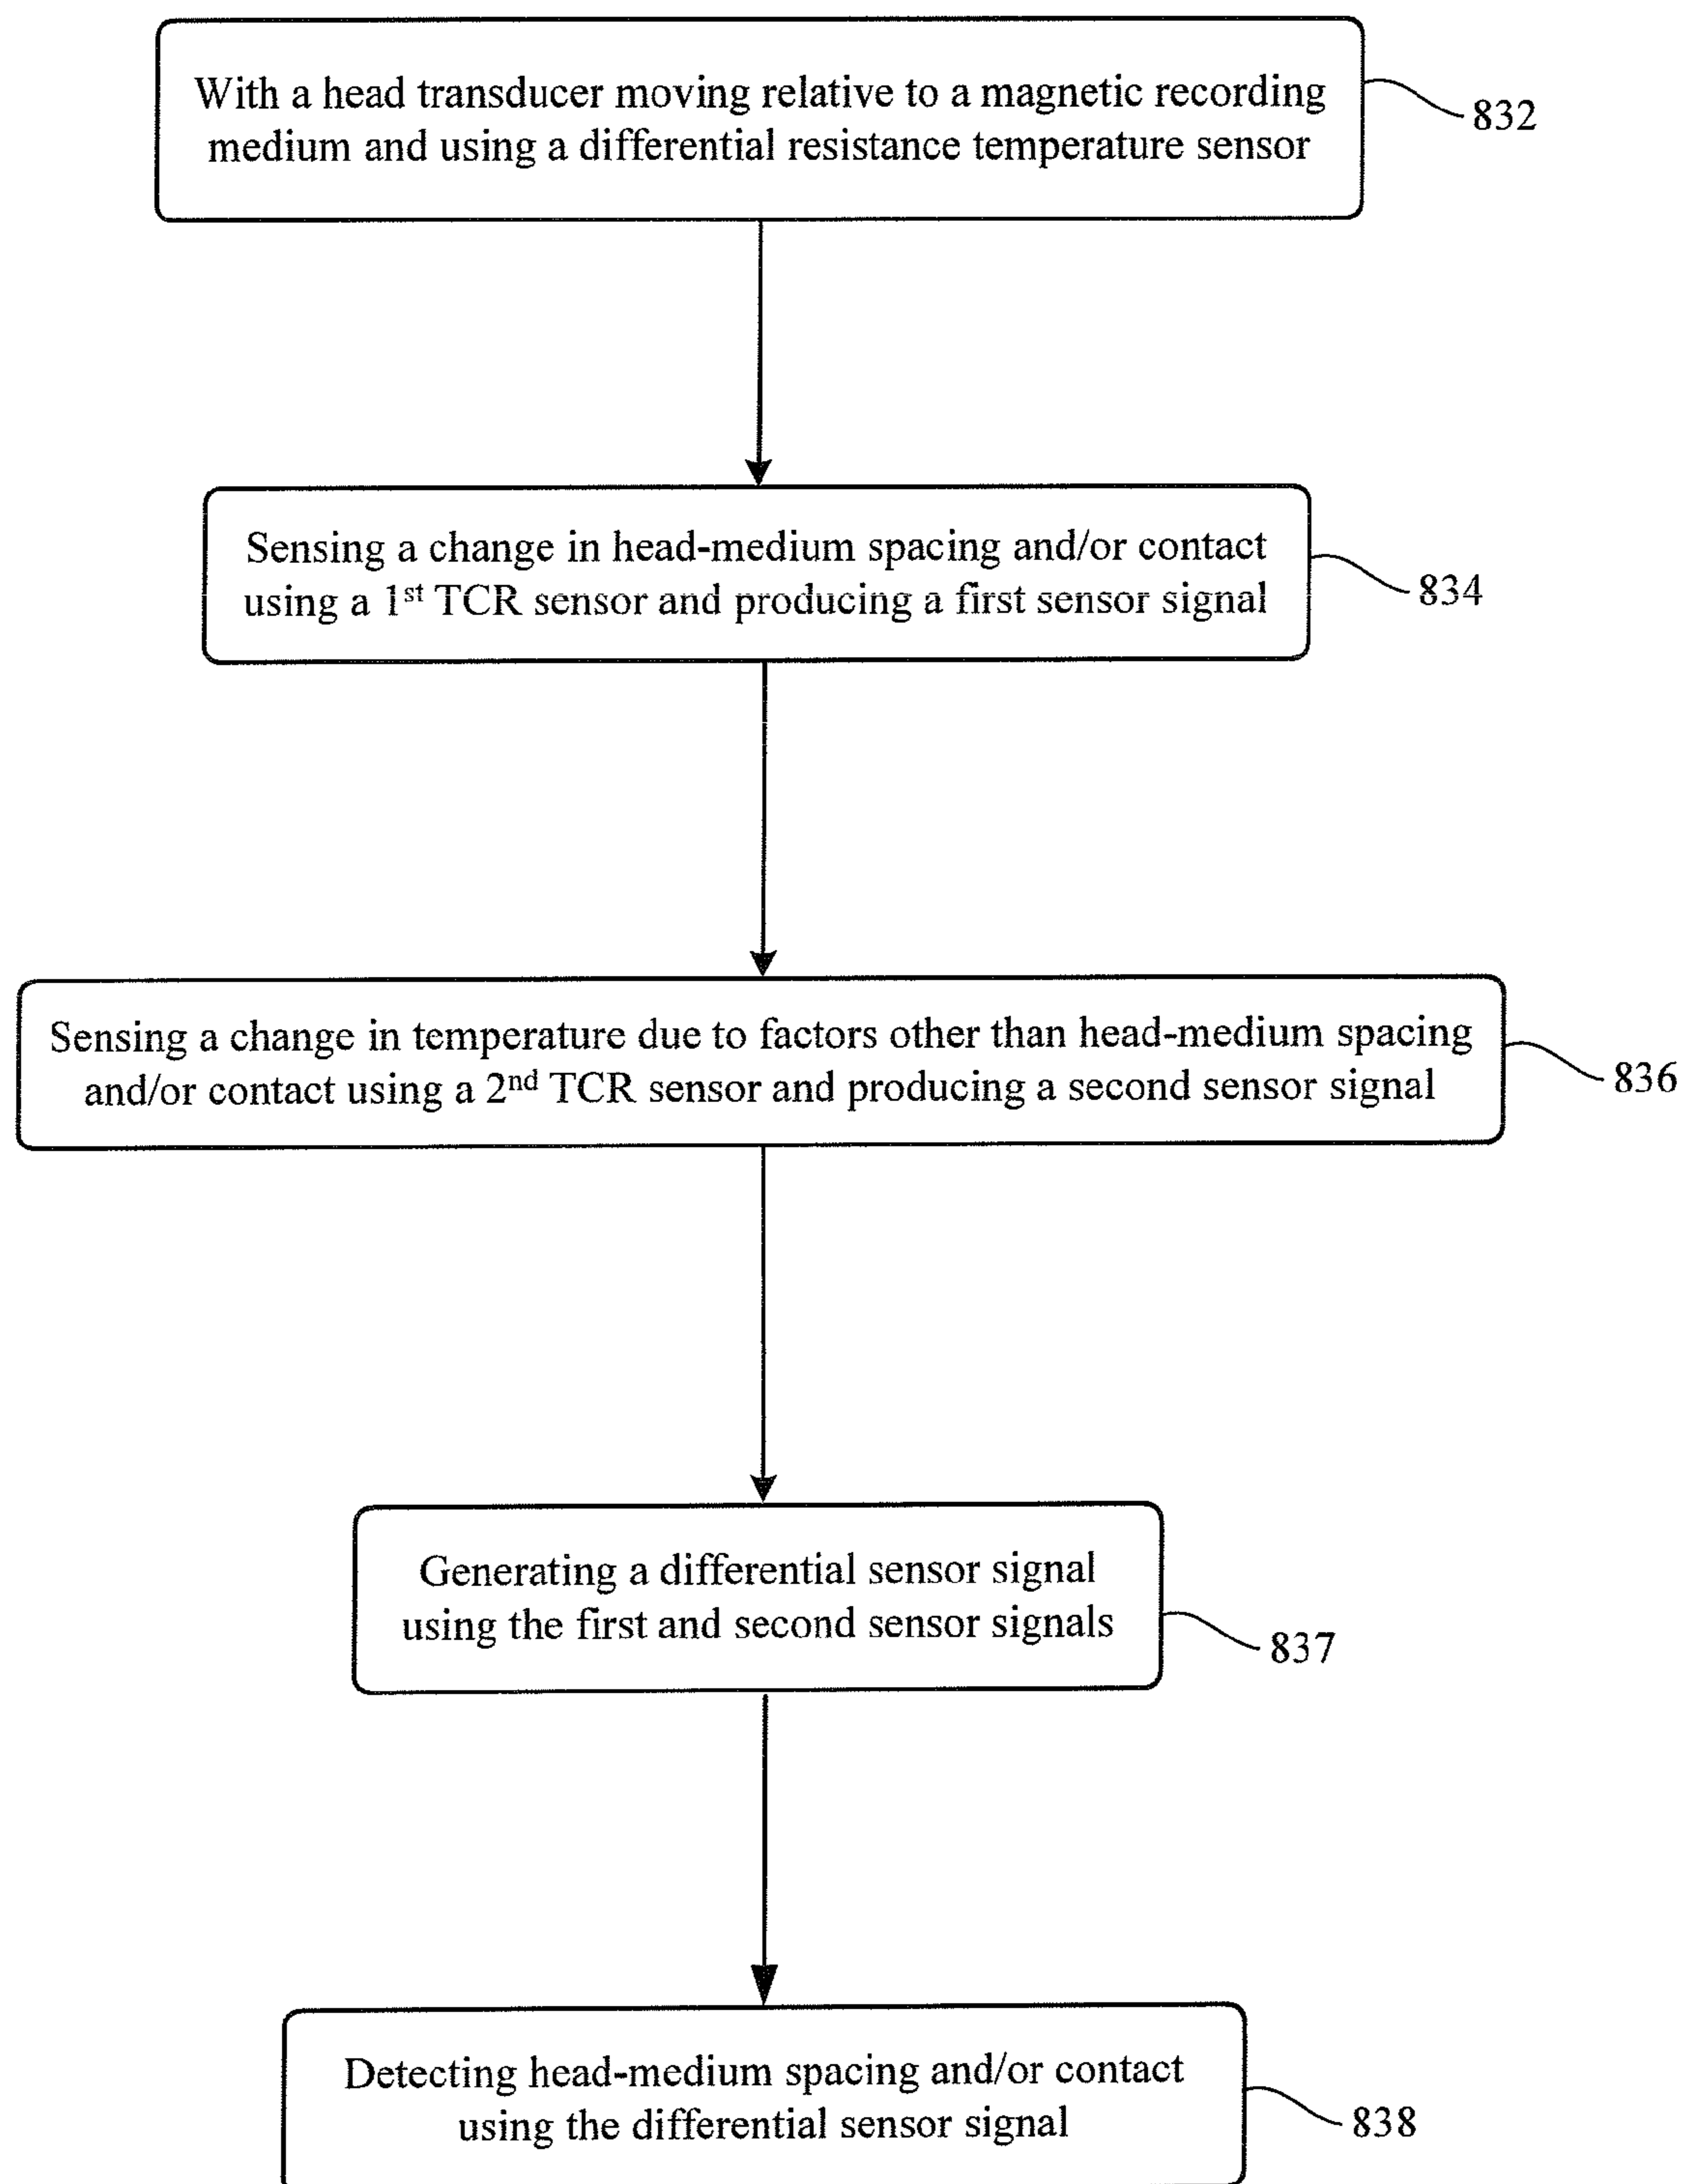 With a head transducer moving relative to a magnetic recording
medium and using a differential resistance temperature sensor
832
Sensing a change in head-medium spacing and/or contact
using a 1st TCR sensor and producing a first sensor signal
834
Sensing a change in temperature due to factors other than head-medium spacing
and/or contact using a 2nd TCR sensor and producing a second sensor signal
836
Generating a differential sensor signal
using the first and second sensor signals
837
Detecting head-medium spacing and/or contact
using the differential sensor signal
838